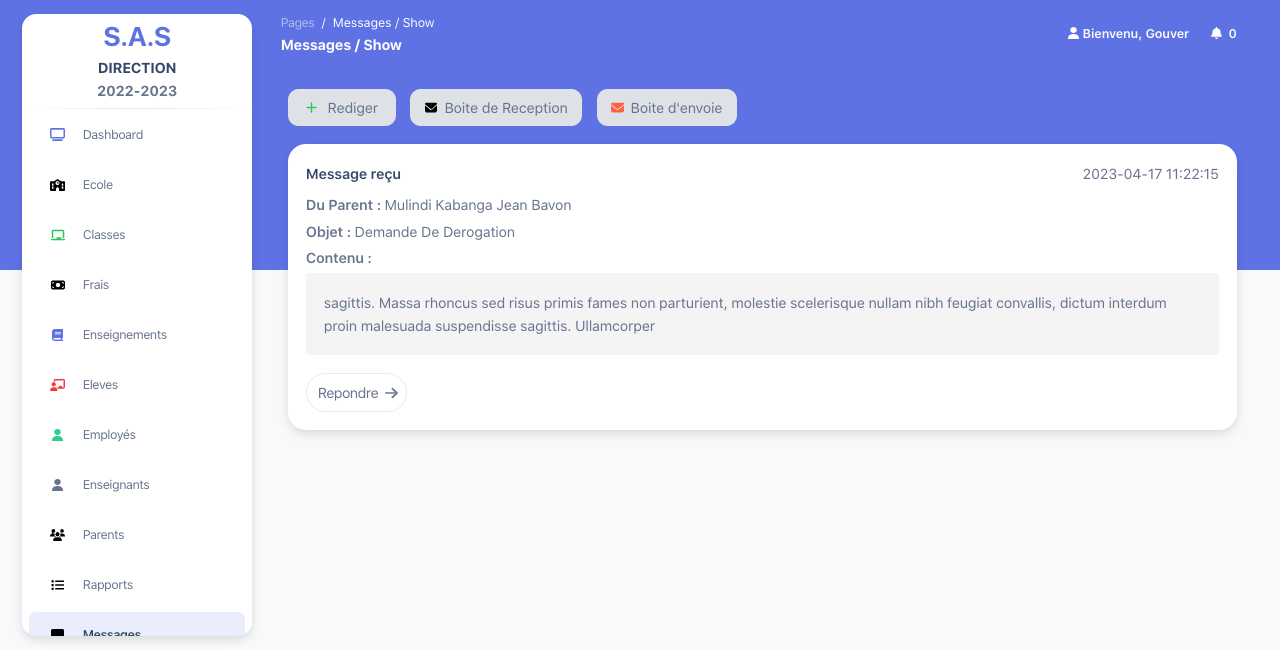 S.A.S
DIRECTION
2022-2023
Dashboard
Ecole
Classes
Frais
Enseignements
Eleves
Employés
Enseignants
Parents
Rapports
Messages
Pages / Messages / Show
Messages / Show
Bienvenu, Gouver 0
Rediger Boite de Reception Boite d'envoie
Message reçu 2023-04-17 11:22:15
Du Parent : Mulindi Kabanga Jean Bavon
Objet : Demande De Derogation
Contenu :
sagittis. Massa rhoncus sed risus primis fames non parturient, molestie scelerisque nullam nibh feugiat convallis, dictum interdum
proin malesuada suspendisse sagittis. Ullamcorper
Repondre